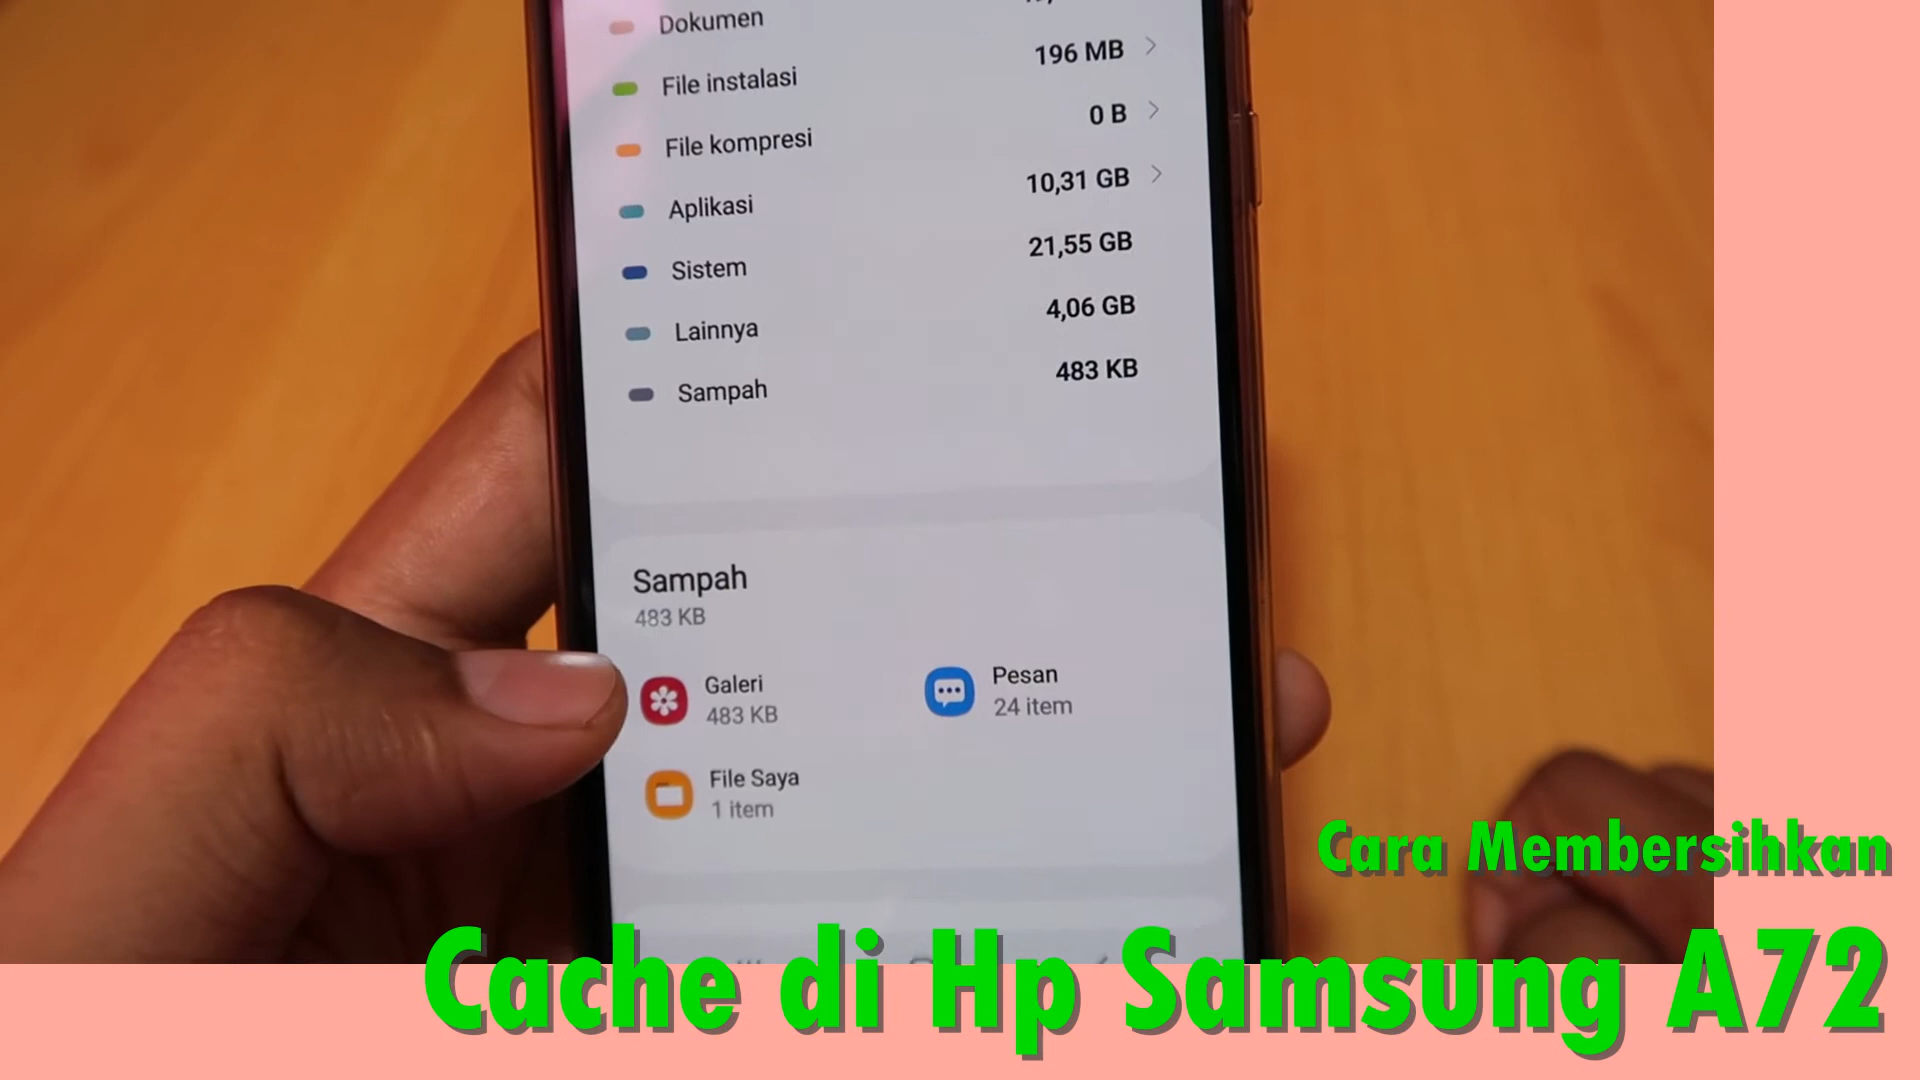 Dokumen
196 MB
File instalasi
0 B
File kompresi
10,31 GB
Aplikasi
21,55 GB
Sistem
4,06 GB
Lainnya
483 KB
Sampah
Sampah
483 KB
Galeri
483 KB
Pesan
24 item
File Saya
1 item
Cara Membersihkan
Cache di Hp Samsung A72